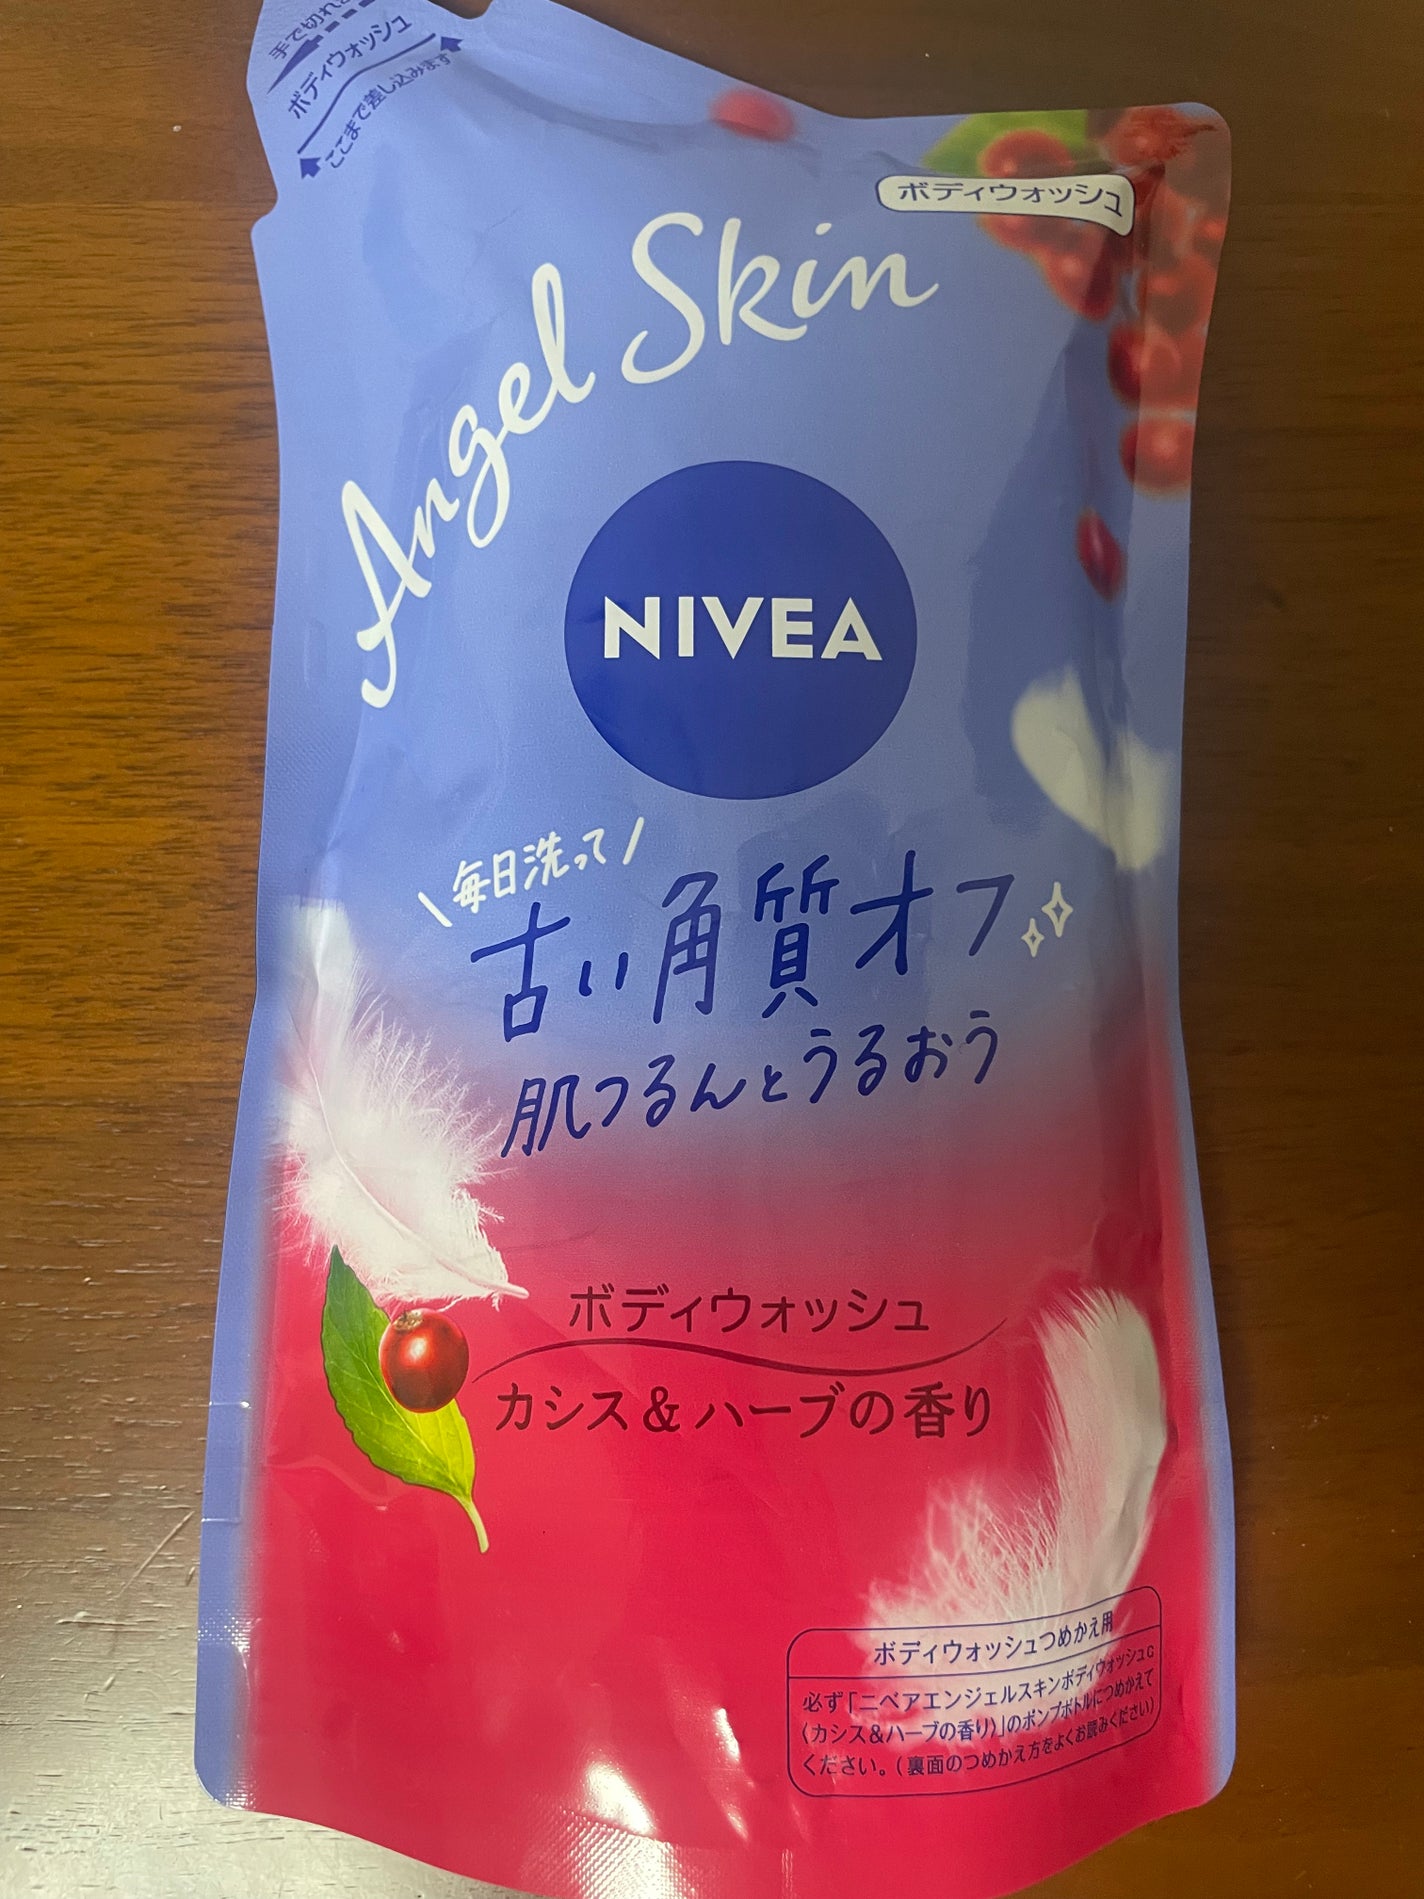 手で切れ
ボディウォッシュ
ここまで差し込みます
ボディウォッシュ
Angel Skin
NIVEA
\毎日洗って/
古い角質オフ
肌つるんとうるおう
ボディウォッシュ
カシス&ハーブの香り
ボディウォッシュつめかえ用
必ず「ニベアエンジェルスキンボディウォッシュG
〈カシス&ハーブの香り〉」のポンプボトルにつめかえて
ください。(裏面のつめかえ方をよくお読みください)